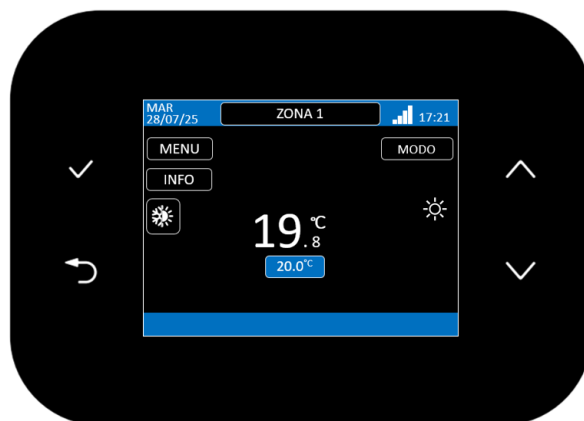 MAR
28/07/25
ZONA 1
17:21
MENU
MODO
INFO
19.8 °C
20.0°C